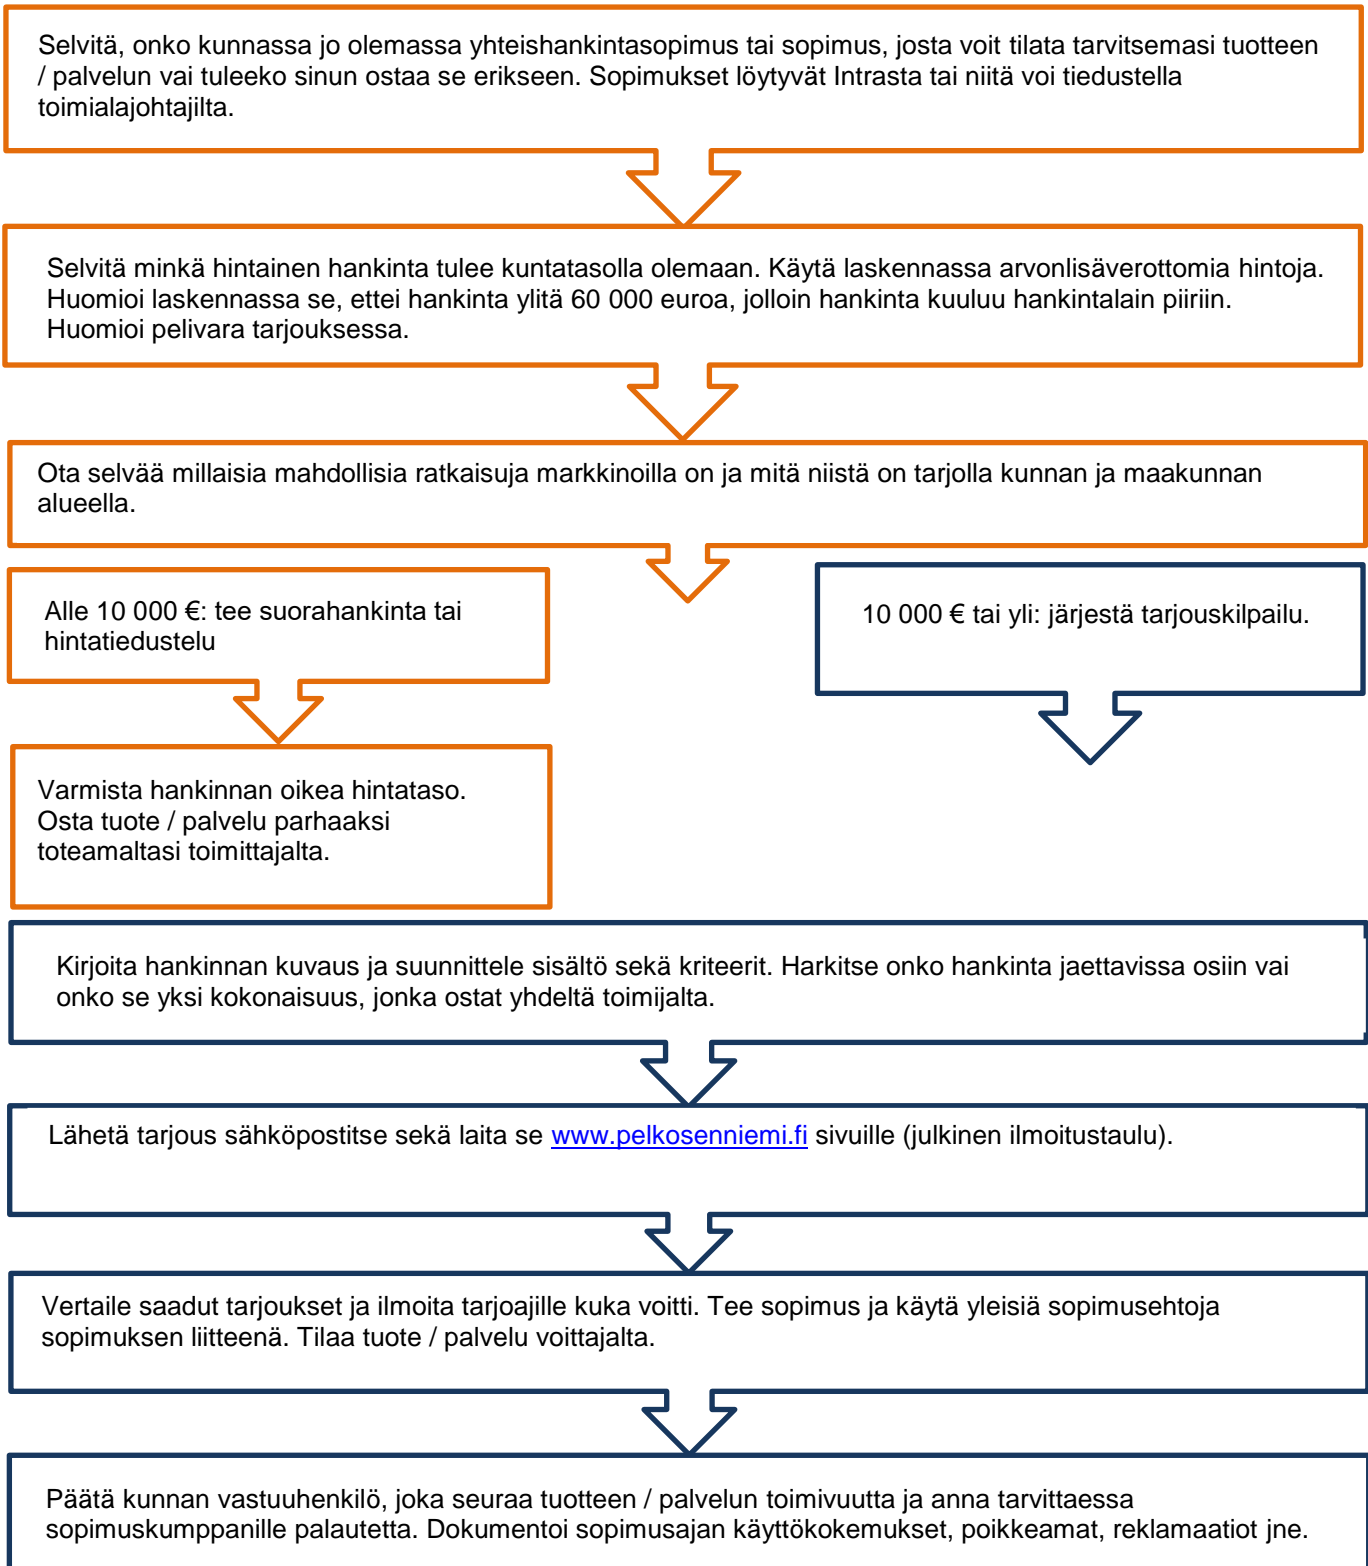 Selvitä, onko kunnassa jo olemassa yhteishankintasopimus tai sopimus, josta voit tilata tarvitsemasi tuotteen
/ palvelun vai tuleeko sinun ostaa se erikseen. Sopimukset löytyvät Intrasta tai niitä voi tiedustella
toimialajohtajilta.
Selvitä minkä hintainen hankinta tulee kuntatasolla olemaan. Käytä laskennassa arvonlisäverottomia hintoja.
Huomioi laskennassa se, ettei hankinta ylitä 60 000 euroa, jolloin hankinta kuuluu hankintalain piiriin.
Huomioi pelivara tarjouksessa.
Ota selvää millaisia mahdollisia ratkaisuja markkinoilla on ja mitä niistä on tarjolla kunnan ja maakunnan
alueella.
Alle 10 000 €: tee suorahankinta tai
hintatiedustelu
10 000 € tai yli: järjestä tarjouskilpailu.
Varmista hankinnan oikea hintataso.
Osta tuote / palvelu parhaaksi
toteamaltasi toimittajalta.
Kirjoita hankinnan kuvaus ja suunnittele sisältö sekä kriteerit. Harkitse onko hankinta jaettavissa osiin vai
onko se yksi kokonaisuus, jonka ostat yhdeltä toimijalta.
Lähetä tarjous sähköpostitse sekä laita se www.pelkosenniemi.fi sivuille (julkinen ilmoitustaulu).
Vertaile saadut tarjoukset ja ilmoita tarjoajille kuka voitti. Tee sopimus ja käytä yleisiä sopimusehtoja
sopimuksen liitteenä. Tilaa tuote / palvelu voittajalta.
Päätä kunnan vastuuhenkilö, joka seuraa tuotteen / palvelun toimivuutta ja anna tarvittaessa
sopimuskumppanille palautetta. Dokumentoi sopimusajan käyttökokemukset, poikkeamat, reklamaatiot jne.